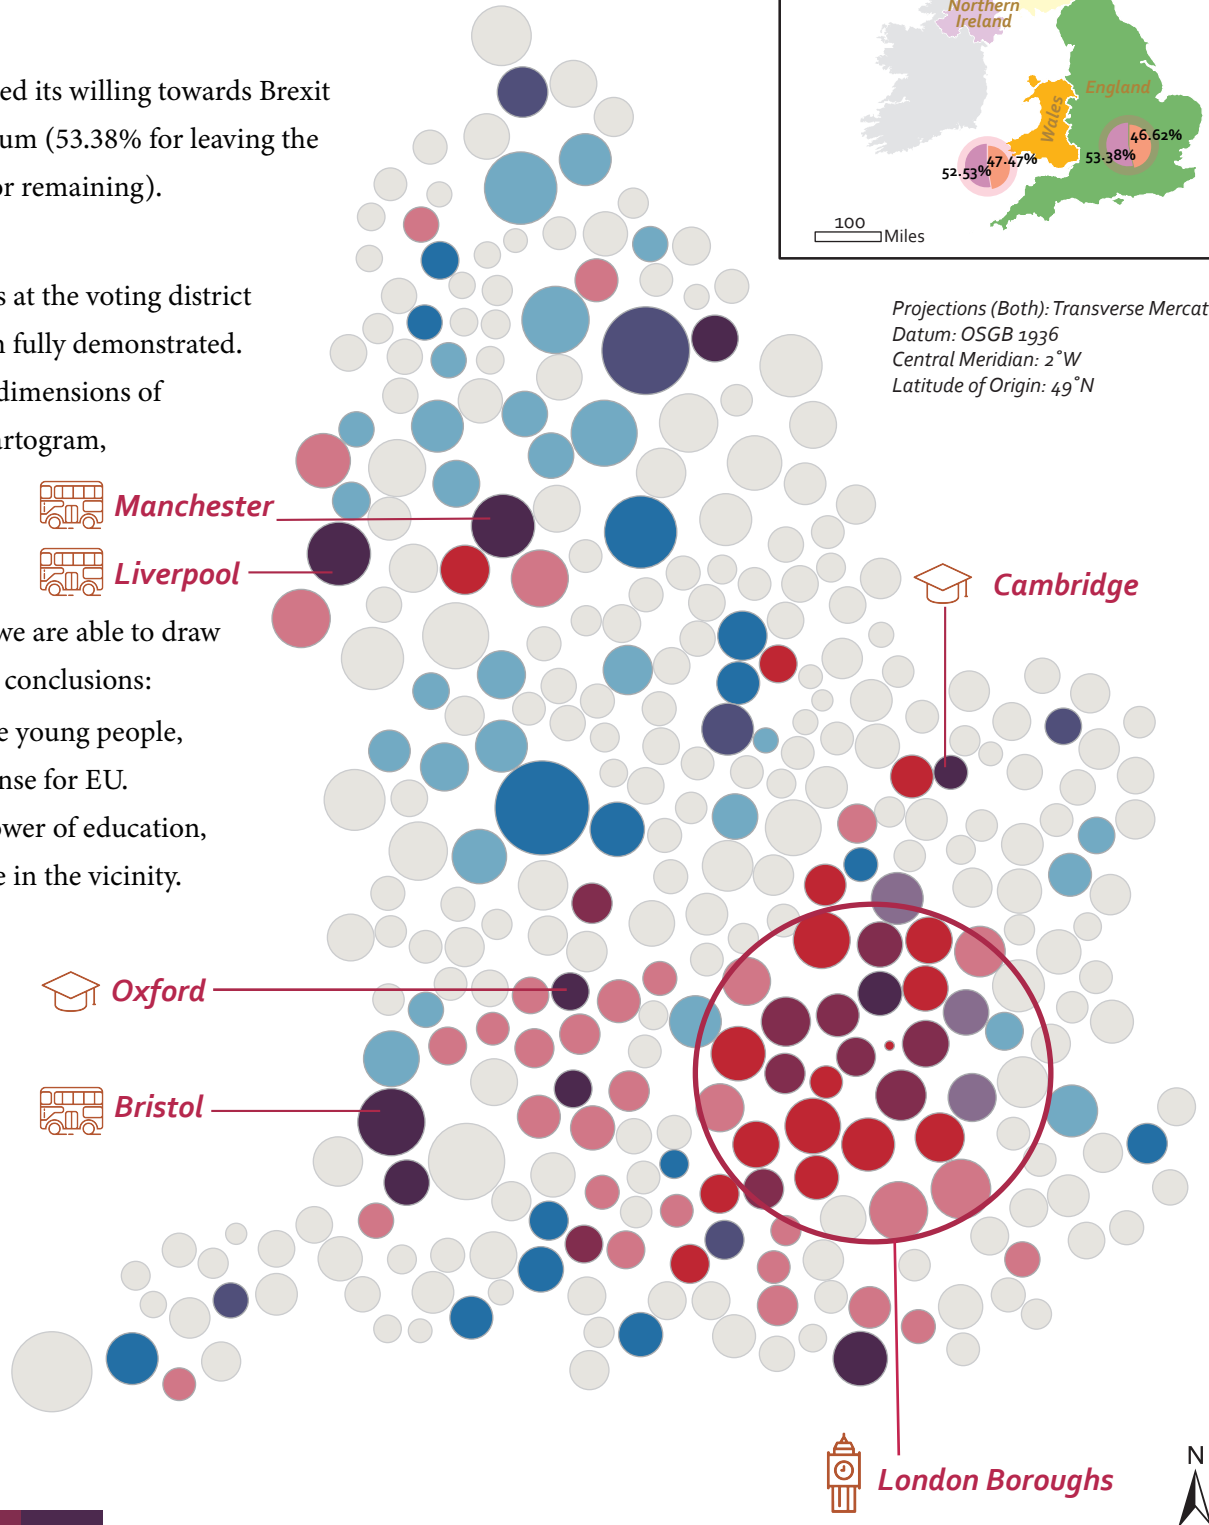 Northern
Ireland
England
Wales
46.62%
53.38%
47.47%
52.53%
100
Miles
ed its willing towards Brexit
um (53.38% for leaving the
or remaining).
s at the voting district
n fully demonstrated.
dimensions of
artogram,
Projections (Both): Transverse Mercat
Datum: OSGB 1936
Central Meridian: 2°W
Latitude of Origin: 49°N
Manchester
Liverpool
Cambridge
we are able to draw
conclusions:
e young people,
nse for EU.
ower of education,
e in the vicinity.
Oxford
Bristol
London Boroughs
N